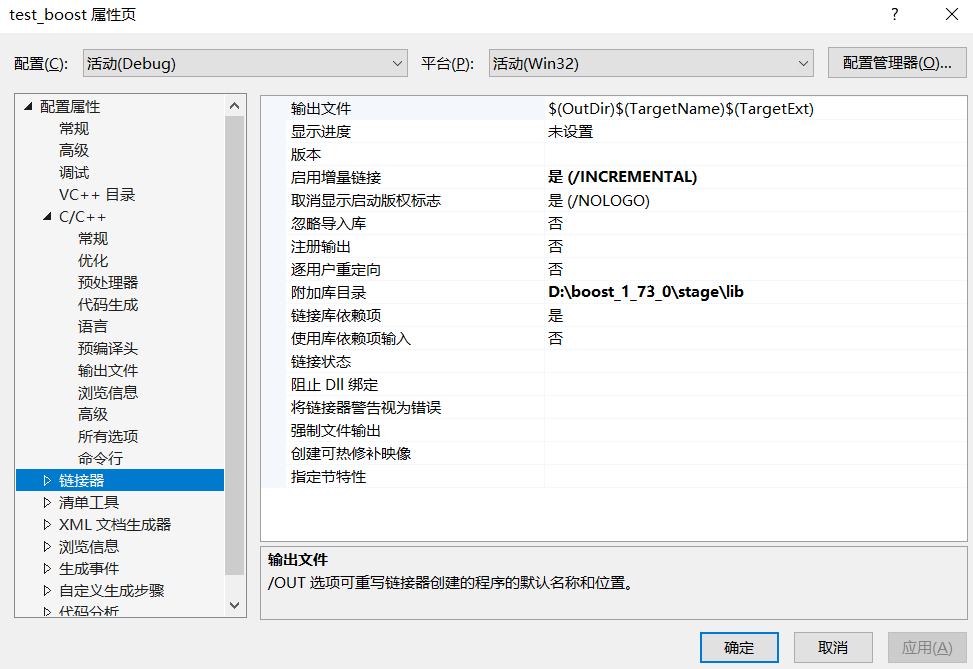 test_boost 属性页
配置(C): 活动(Debug) 平台(P): 活动(Win32) 配置管理器(O)...
配置属性
常规
高级
调试
VC++ 目录
C/C++
常规
优化
预处理器
代码生成
语言
预编译头
输出文件
浏览信息
高级
所有选项
命令行
链接器
清单工具
XML 文档生成器
浏览信息
生成事件
自定义生成步骤
代码分析
输出文件 $(OutDir)$(TargetName)$(TargetExt)
显示进度 未设置
版本
启用增量链接 是 (/INCREMENTAL)
取消显示启动版权标志 是 (/NOLOGO)
忽略导入库 否
注册输出 否
逐用户重定向 否
附加库目录 D:\boost_1_73_0\stage\lib
链接库依赖项 是
使用库依赖项输入 否
链接状态
阻止 Dll 绑定
将链接器警告视为错误
强制文件输出
创建可热修补映像
指定节特性
输出文件
/OUT 选项可重写链接器创建的程序的默认名称和位置。
确定 取消 应用(A)